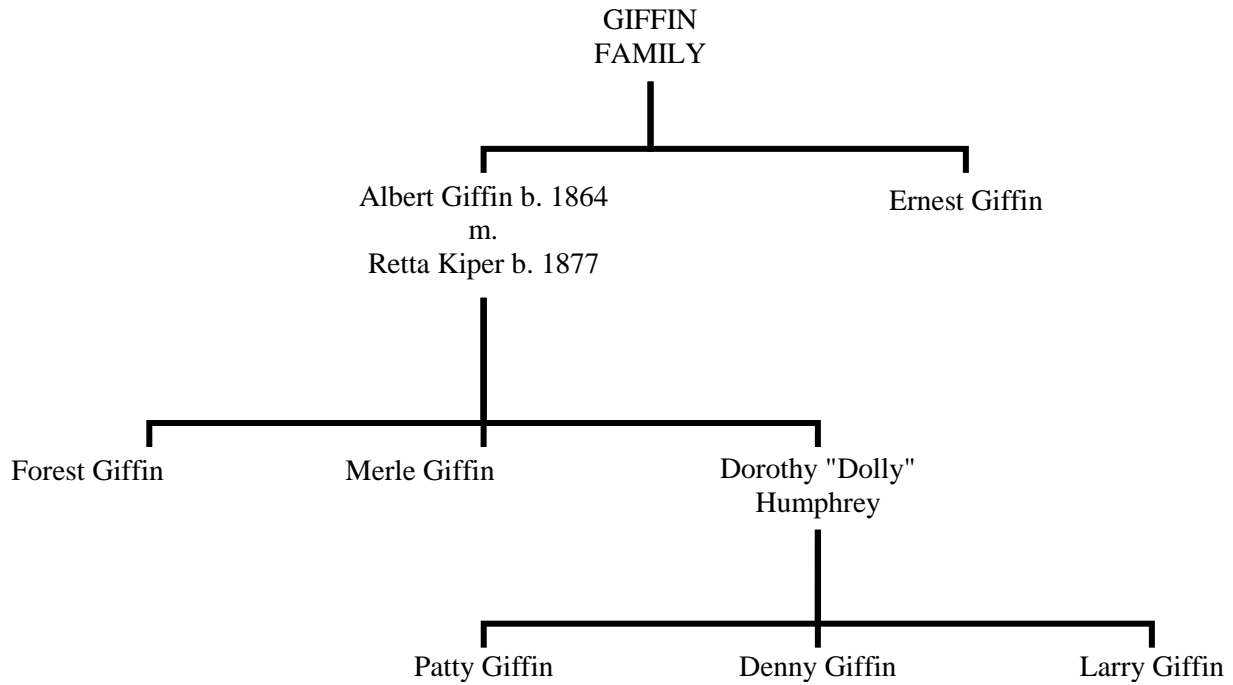 GIFFIN
FAMILY
Albert Giffin b. 1864
m.
Retta Kiper b. 1877
Ernest Giffin
Forest Giffin
Merle Giffin
Dorothy "Dolly"
Humphrey
Patty Giffin
Denny Giffin
Larry Giffin